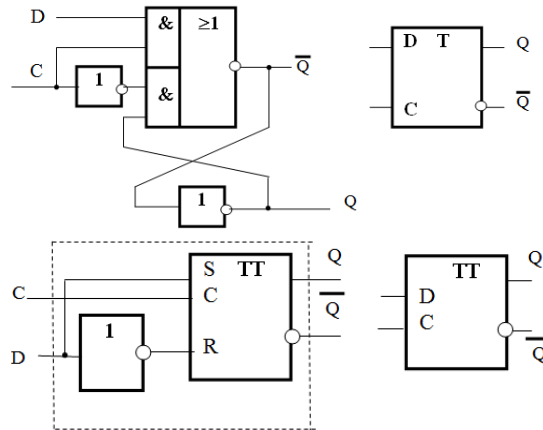 D & ≥1 D T Q
C 1 & Q̅ C Q̅
1 Q
S TT Q TT Q
C C Q̅ D
1 C
D R Q̅